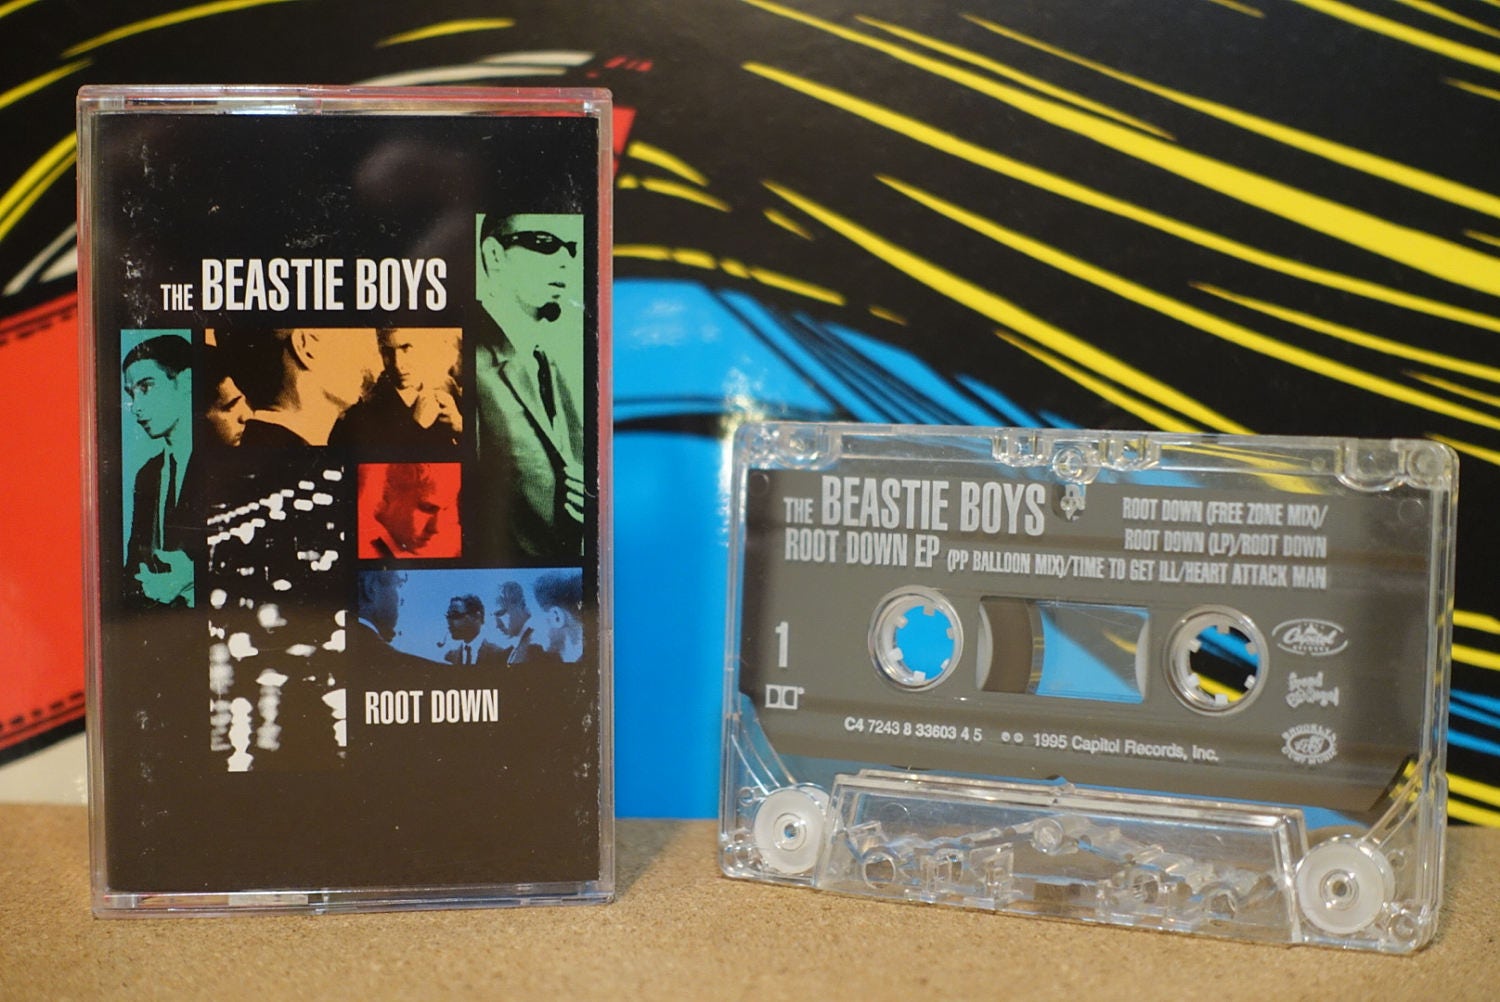 THE BEASTIE BOYS
ROOT DOWN
THE BEASTIE BOYS
ROOT DOWN EP
ROOT DOWN (FREE ZONE MIX)/
ROOT DOWN (LP)/ROOT DOWN
(PP BALLOON MIX)/TIME TO GET ILL/HEART ATTACK MAN
1
Capitol
RECORDS
C4 7243 8 33603 4 5 ℗ © 1995 Capitol Records, Inc.
BROOKLYN